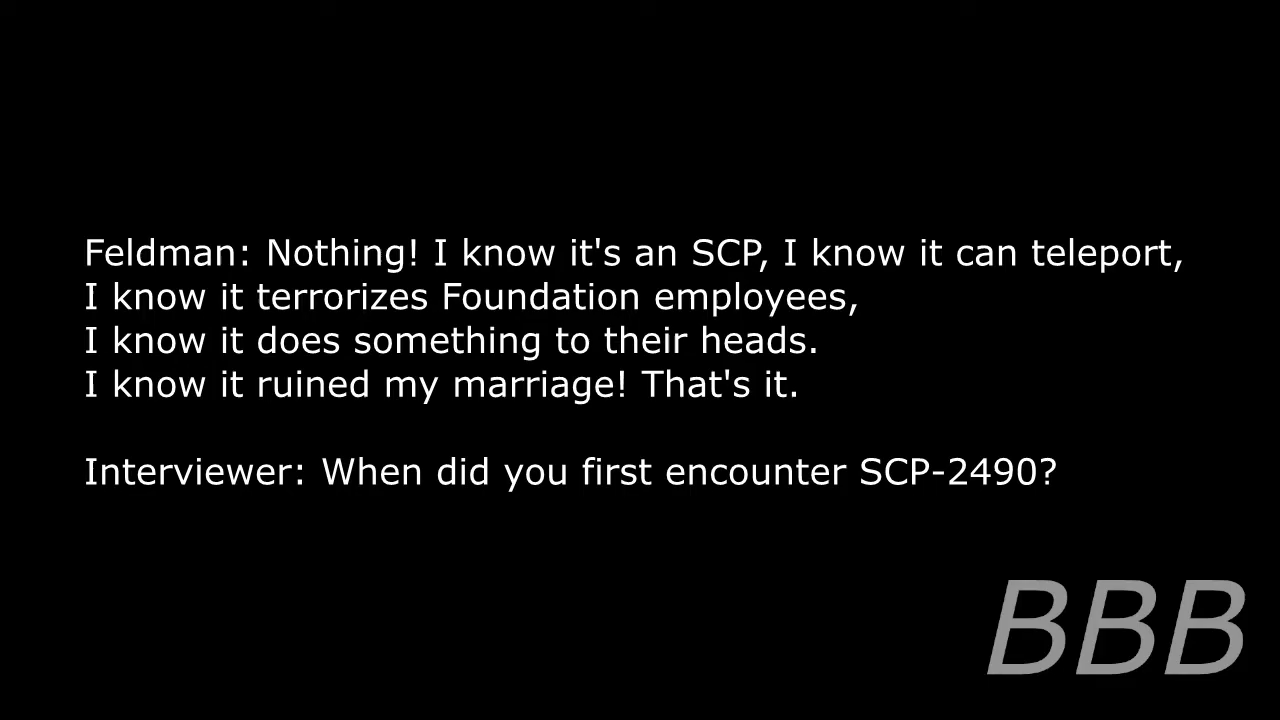 Feldman: Nothing! I know it's an SCP, I know it can teleport,
I know it terrorizes Foundation employees,
I know it does something to their heads.
I know it ruined my marriage! That's it.
Interviewer: When did you first encounter SCP-2490?
BBB